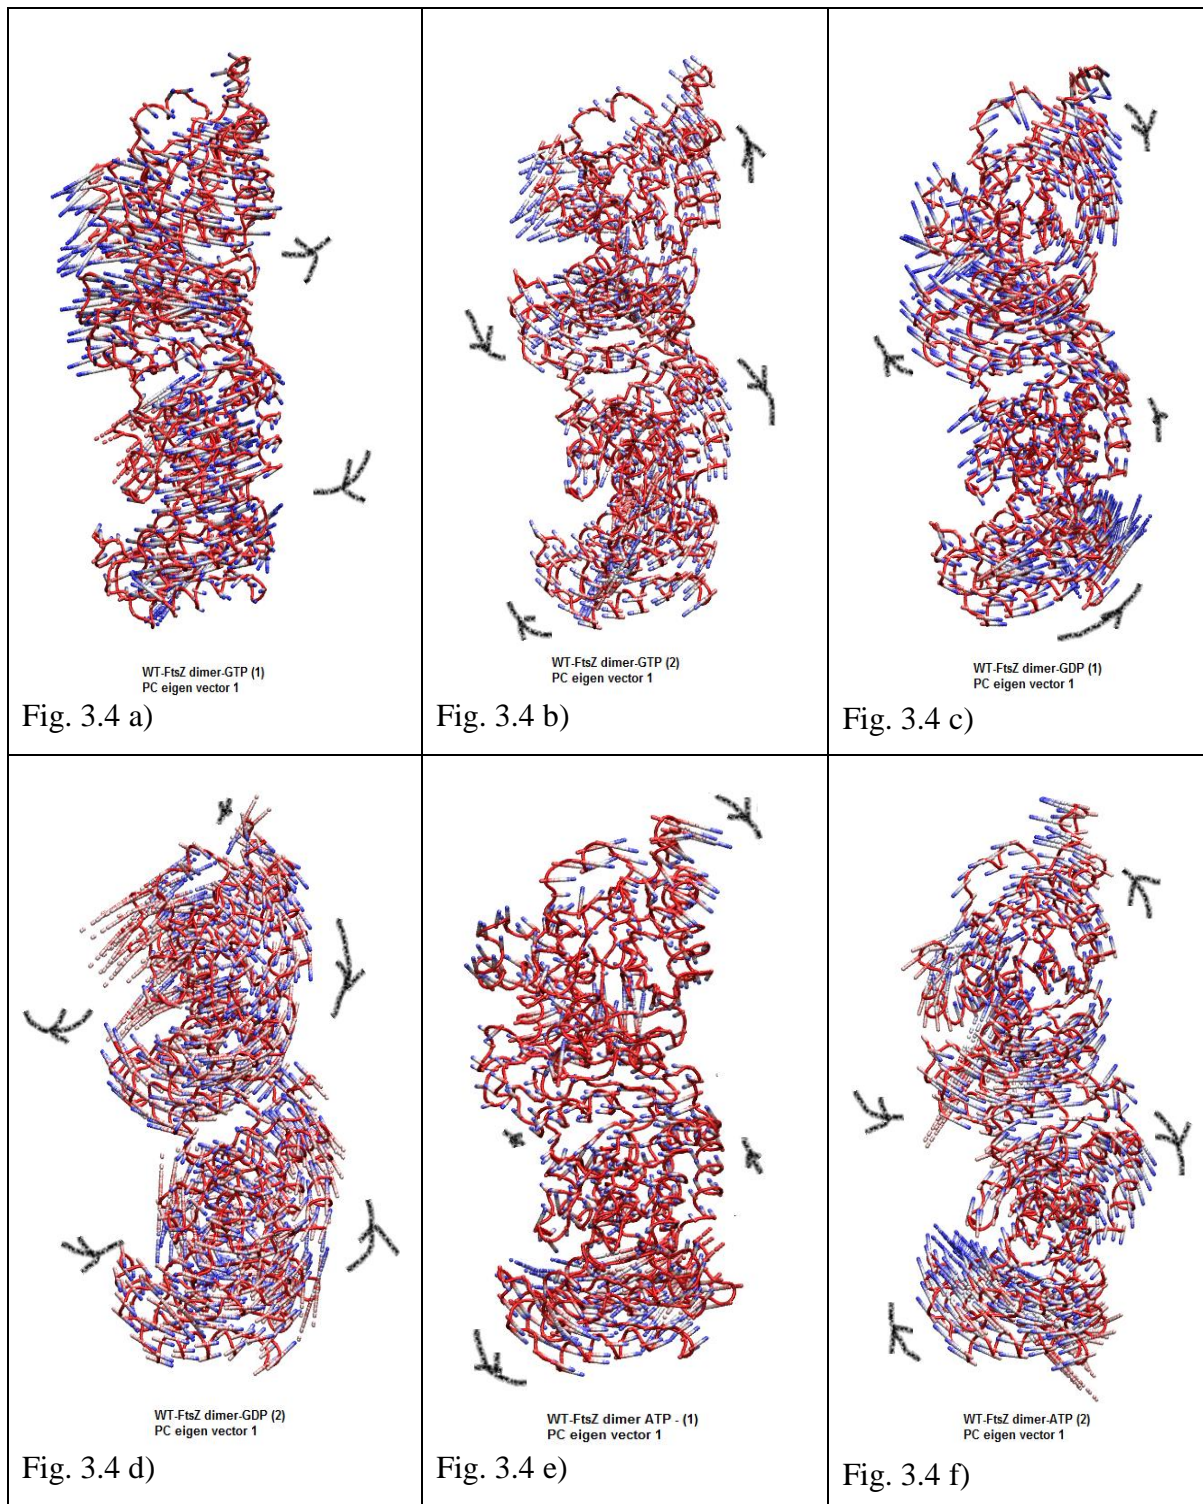 WT-FtsZ dimer-GTP (1)
PC eigen vector 1
Fig. 3.4 a)
WT-FtsZ dimer-GTP (2)
PC eigen vector 1
Fig. 3.4 b)
WT-FtsZ dimer-GDP (1)
PC eigen vector 1
Fig. 3.4 c)
WT-FtsZ dimer-GDP (2)
PC eigen vector 1
Fig. 3.4 d)
WT-FtsZ dimer ATP - (1)
PC eigen vector 1
Fig. 3.4 e)
WT-FtsZ dimer-ATP (2)
PC eigen vector 1
Fig. 3.4 f)